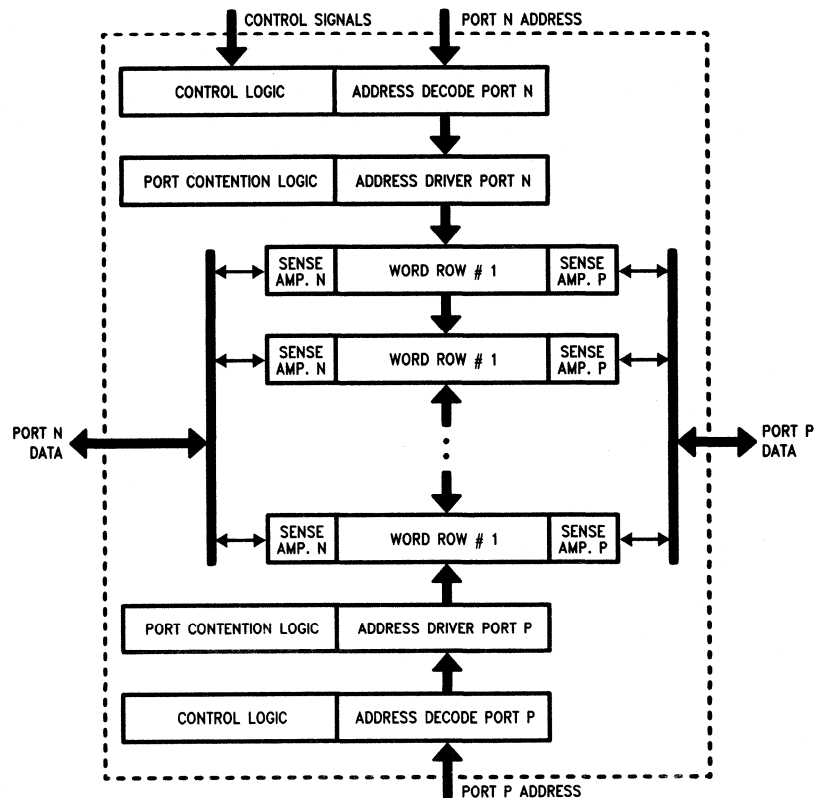 CONTROL SIGNALS
PORT N ADDRESS
CONTROL LOGIC
ADDRESS DECODE PORT N
PORT CONTENTION LOGIC
ADDRESS DRIVER PORT N
SENSE
AMP. N
WORD ROW # 1
SENSE
AMP. P
SENSE
AMP. N
WORD ROW # 1
SENSE
AMP. P
PORT N
DATA
PORT P
DATA
SENSE
AMP. N
WORD ROW # 1
SENSE
AMP. P
PORT CONTENTION LOGIC
ADDRESS DRIVER PORT P
CONTROL LOGIC
ADDRESS DECODE PORT P
PORT P ADDRESS